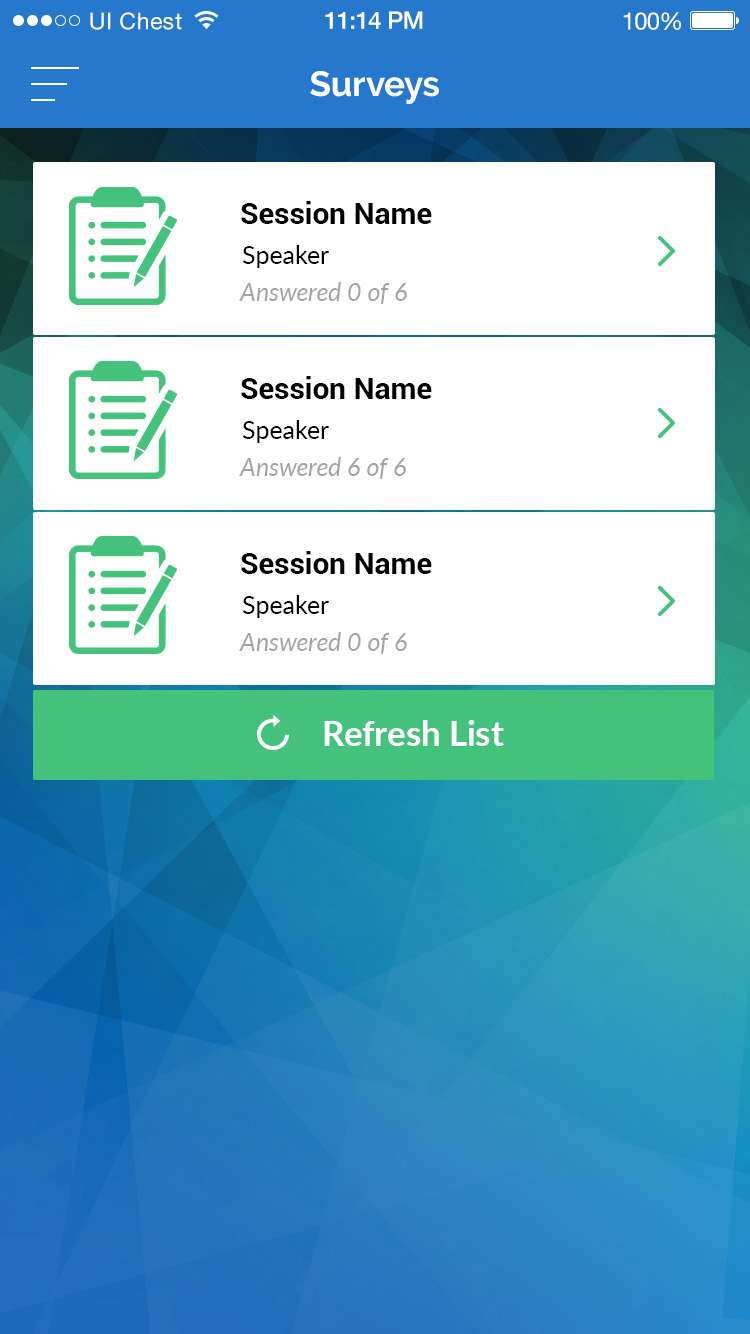 UI Chest 11:14 PM 100%
Surveys
Session Name
Speaker
Answered 0 of 6
Session Name
Speaker
Answered 6 of 6
Session Name
Speaker
Answered 0 of 6
Refresh List